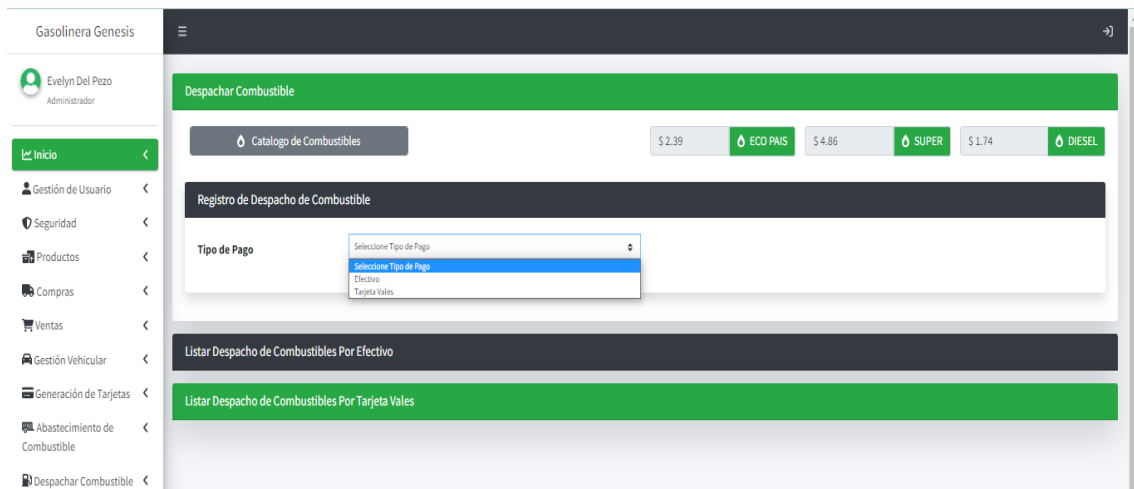 Gasolinera Genesis
Evelyn Del Pezo
Administrador
Inicio
Gestión de Usuario
Seguridad
Productos
Compras
Ventas
Gestión Vehicular
Generación de Tarjetas
Abastecimiento de
Combustible
Despachar Combustible
Despachar Combustible
Catalogo de Combustibles
$ 2.39 ECO PAIS $ 4.86 SUPER $ 1.74 DIESEL
Registro de Despacho de Combustible
Tipo de Pago
Seleccione Tipo de Pago
Seleccione Tipo de Pago
Efectivo
Tarjeta Vales
Listar Despacho de Combustibles Por Efectivo
Listar Despacho de Combustibles Por Tarjeta Vales